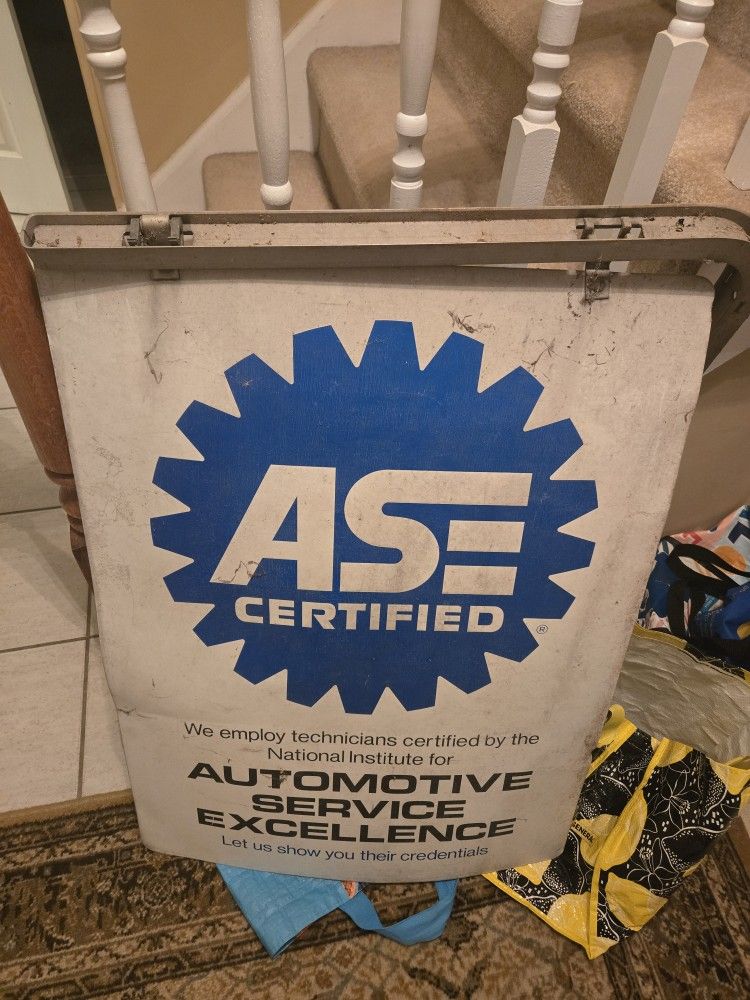 ASE
CERTIFIED ®
We employ technicians certified by the
National Institute for
AUTOMOTIVE
SERVICE
EXCELLENCE
Let us show you their credentials